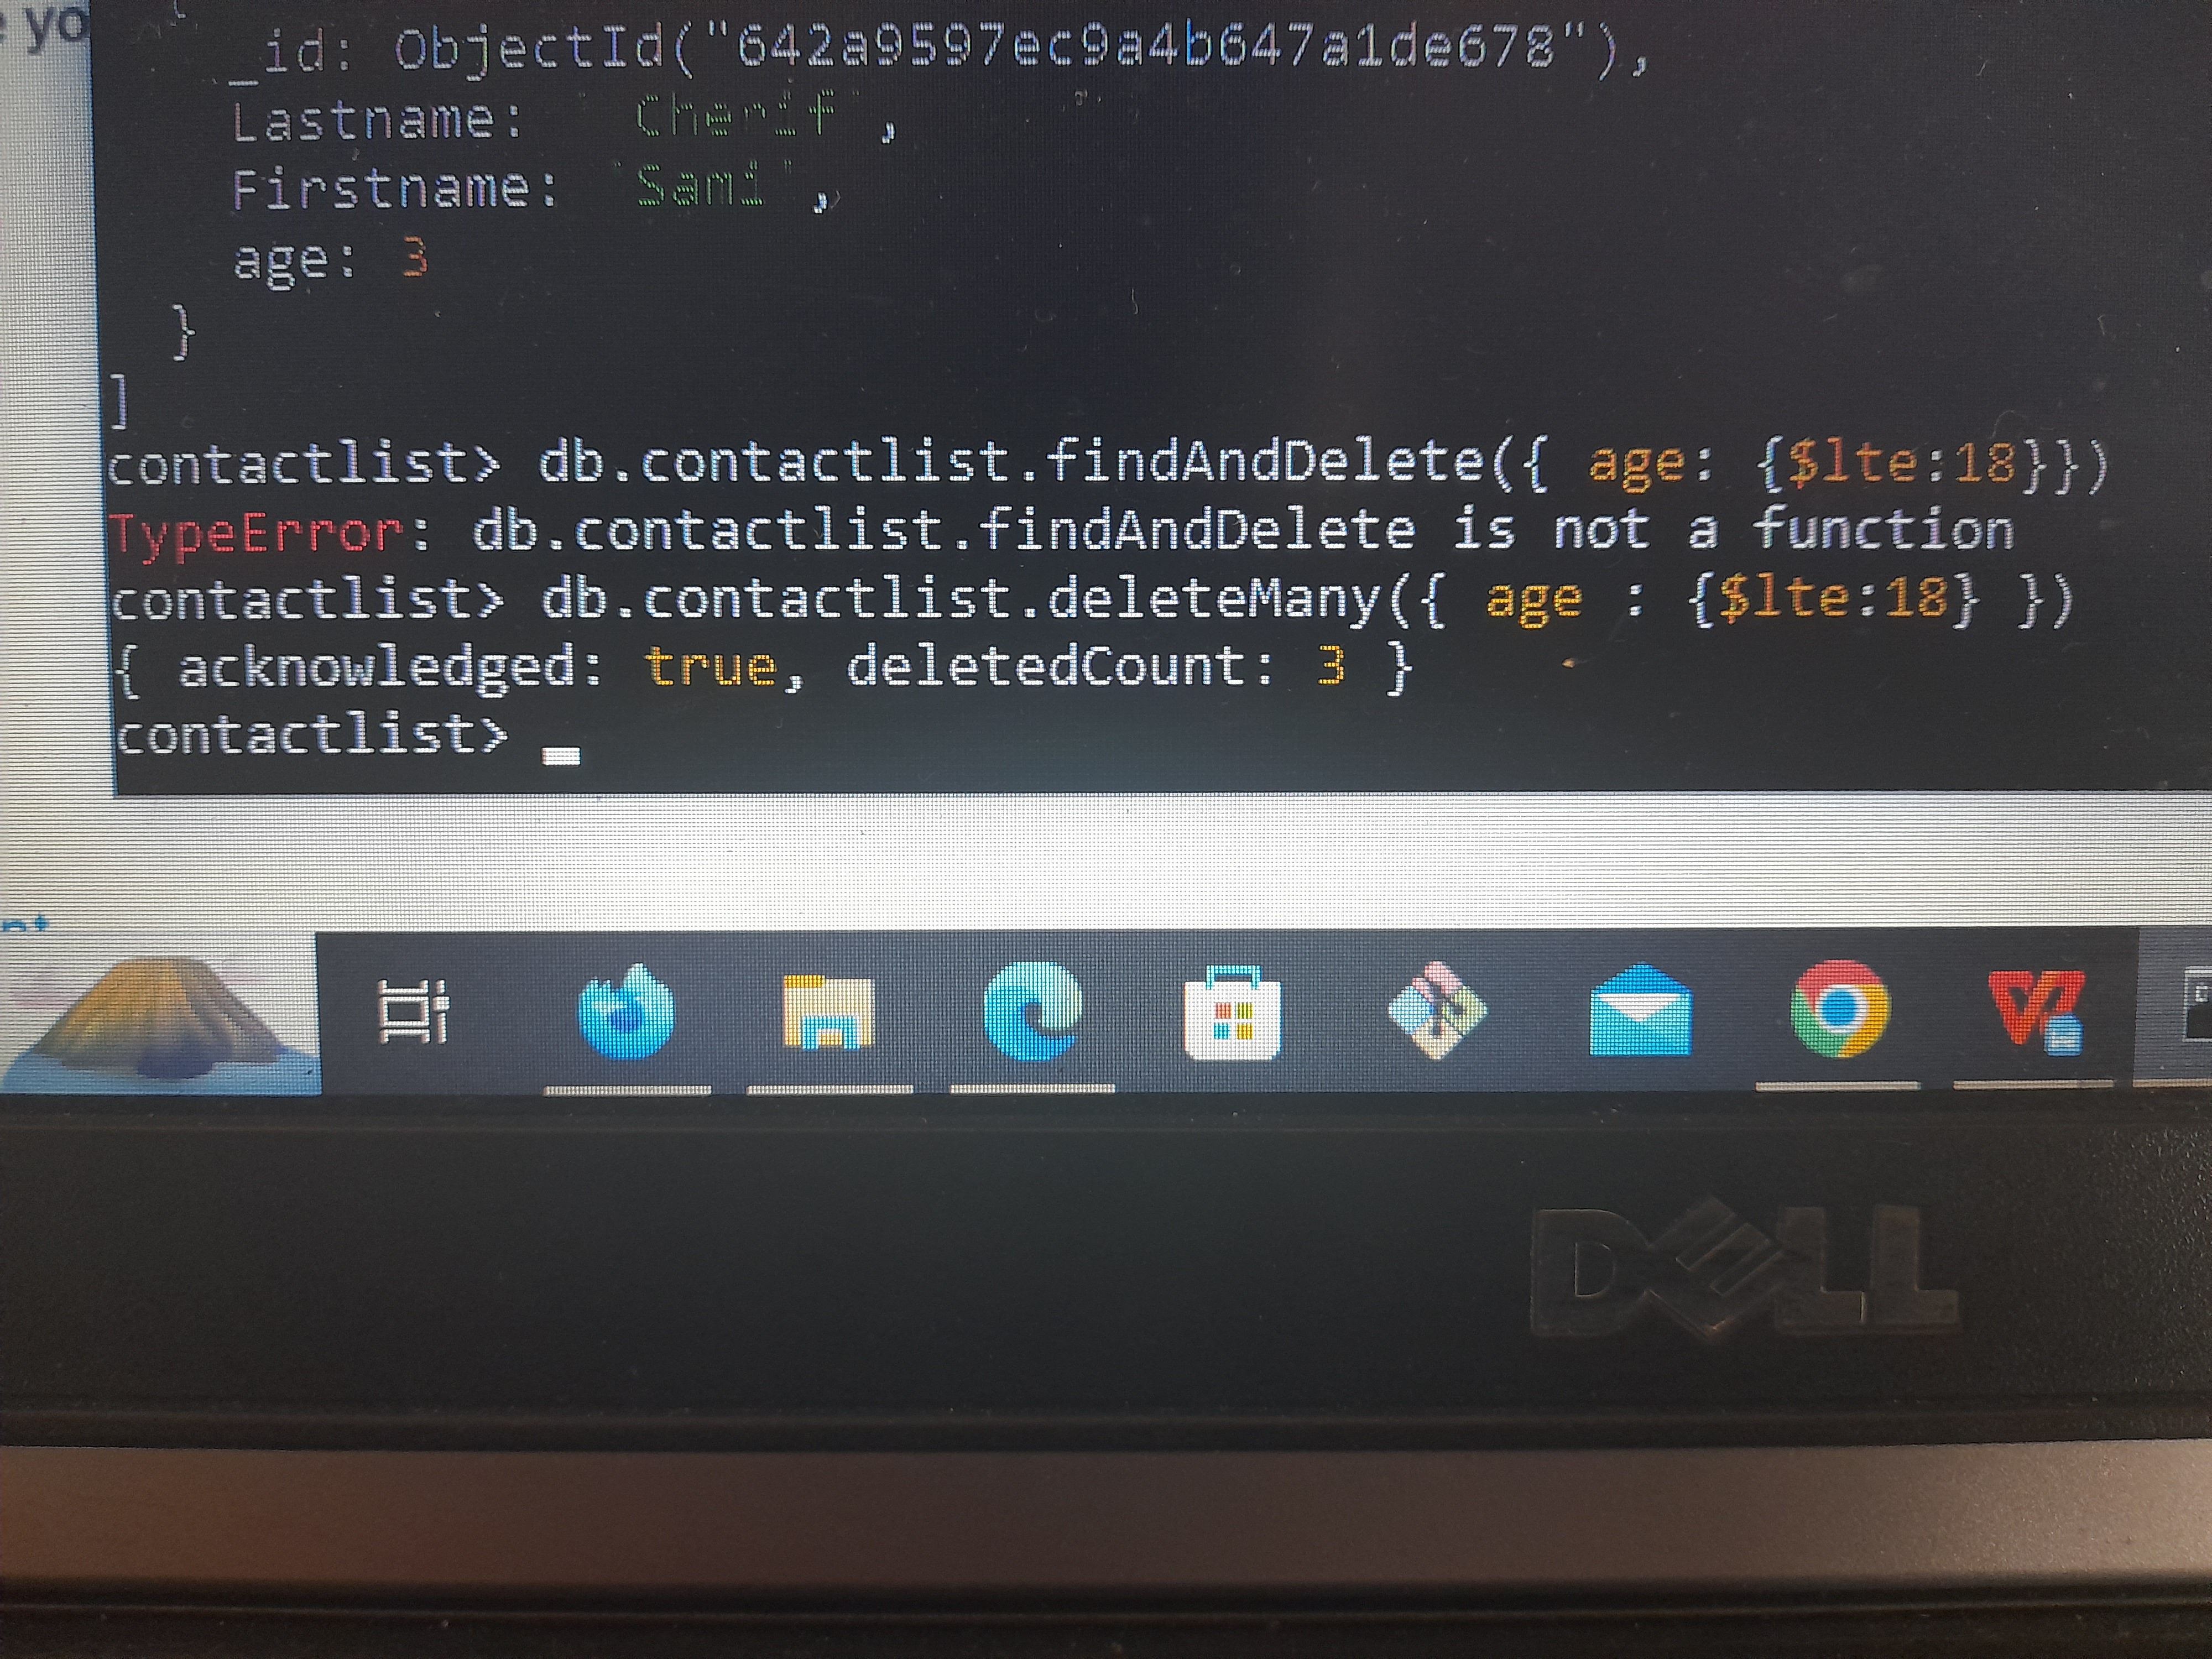 yo
{
_id: ObjectId("642a9597ec9a4b647a1de678"),
Lastname: "Cherif",
Firstname: "Sami",
age: 3
}
]
contactlist> db.contactlist.findAndDelete({ age: {$lte:18}})
TypeError: db.contactlist.findAndDelete is not a function
contactlist> db.contactlist.deleteMany({ age : {$lte:18} })
{ acknowledged: true, deletedCount: 3 }
contactlist>
DELL